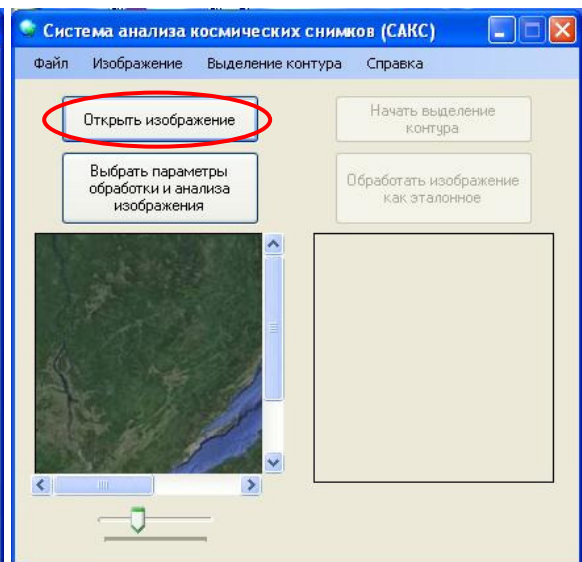 Система анализа космических снимков (САКС)
Файл Изображение Выделение контура Справка
Открыть изображение
Начать выделение
контура
Выбрать параметры
обработки и анализа
изображения
Обработать изображение
как эталонное